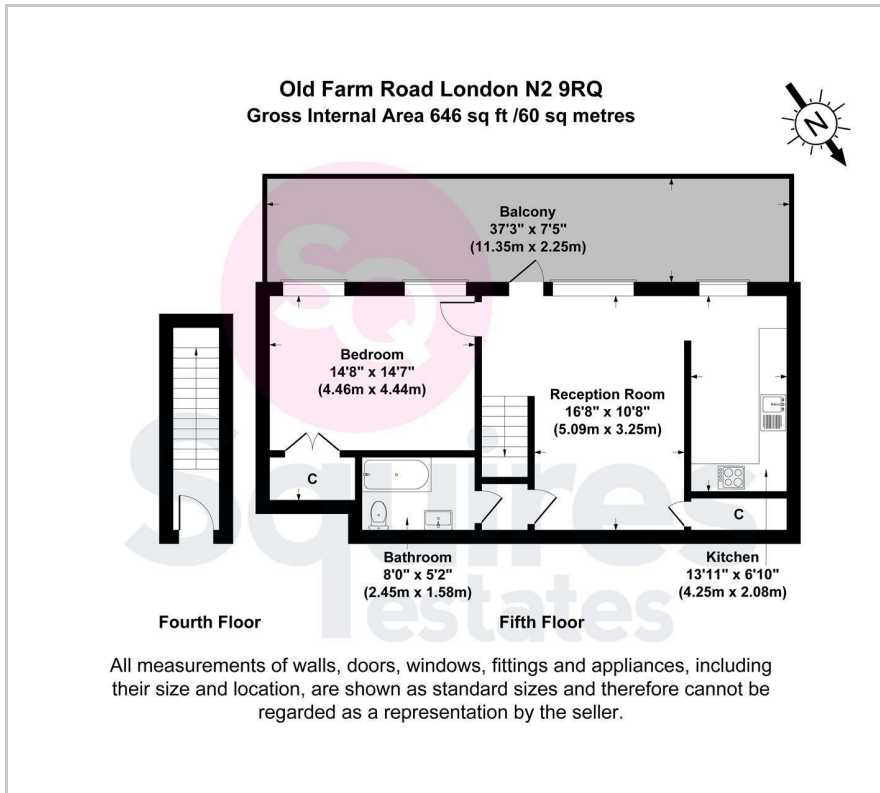 Old Farm Road London N2 9RQ
Gross Internal Area 646 sq ft /60 sq metres
N
Balcony
37'3" x 7'5"
(11.35m x 2.25m)
SQ
Bedroom
14'8" x 14'7"
(4.46m x 4.44m)
Reception Room
16'8" x 10'8"
(5.09m x 3.25m)
C
C
Squires
estates
Bathroom
8'0" x 5'2"
(2.45m x 1.58m)
Kitchen
13'11" x 6'10"
(4.25m x 2.08m)
Fourth Floor
Fifth Floor
All measurements of walls, doors, windows, fittings and appliances, including
their size and location, are shown as standard sizes and therefore cannot be
regarded as a representation by the seller.